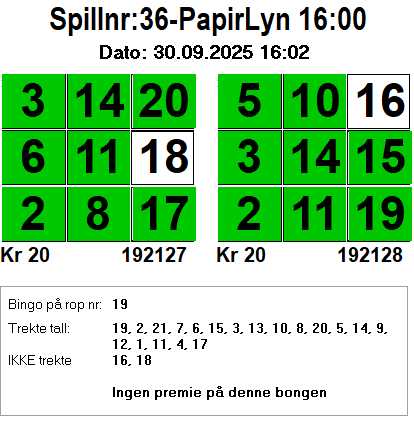 Spillnr:36-PapirLyn 16:00
Dato: 30.09.2025 16:02
3 14 20 5 10 16
6 11 18 3 14 15
2 8 17 2 11 19
Kr 20 192127 Kr 20 192128
Bingo på rop nr: 19
Trekte tall: 19, 2, 21, 7, 6, 15, 3, 13, 10, 8, 20, 5, 14, 9,
12, 1, 11, 4, 17
IKKE trekte 16, 18
Ingen premie på denne bongen